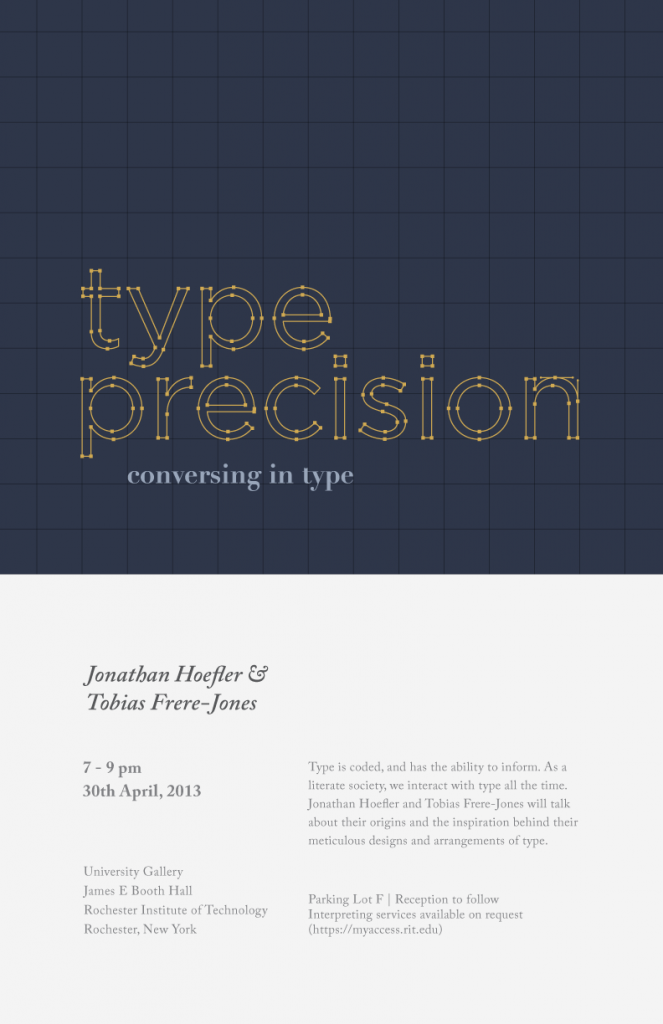 type
precision
conversing in type
Jonathan Hoefler &
Tobias Frere-Jones
7 - 9 pm
30th April, 2013
Type is coded, and has the ability to inform. As a
literate society, we interact with type all the time.
Jonathan Hoefler and Tobias Frere-Jones will talk
about their origins and the inspiration behind their
meticulous designs and arrangements of type.
University Gallery
James E Booth Hall
Rochester Institute of Technology
Rochester, New York
Parking Lot F | Reception to follow
Interpreting services available on request
(https://myaccess.rit.edu)